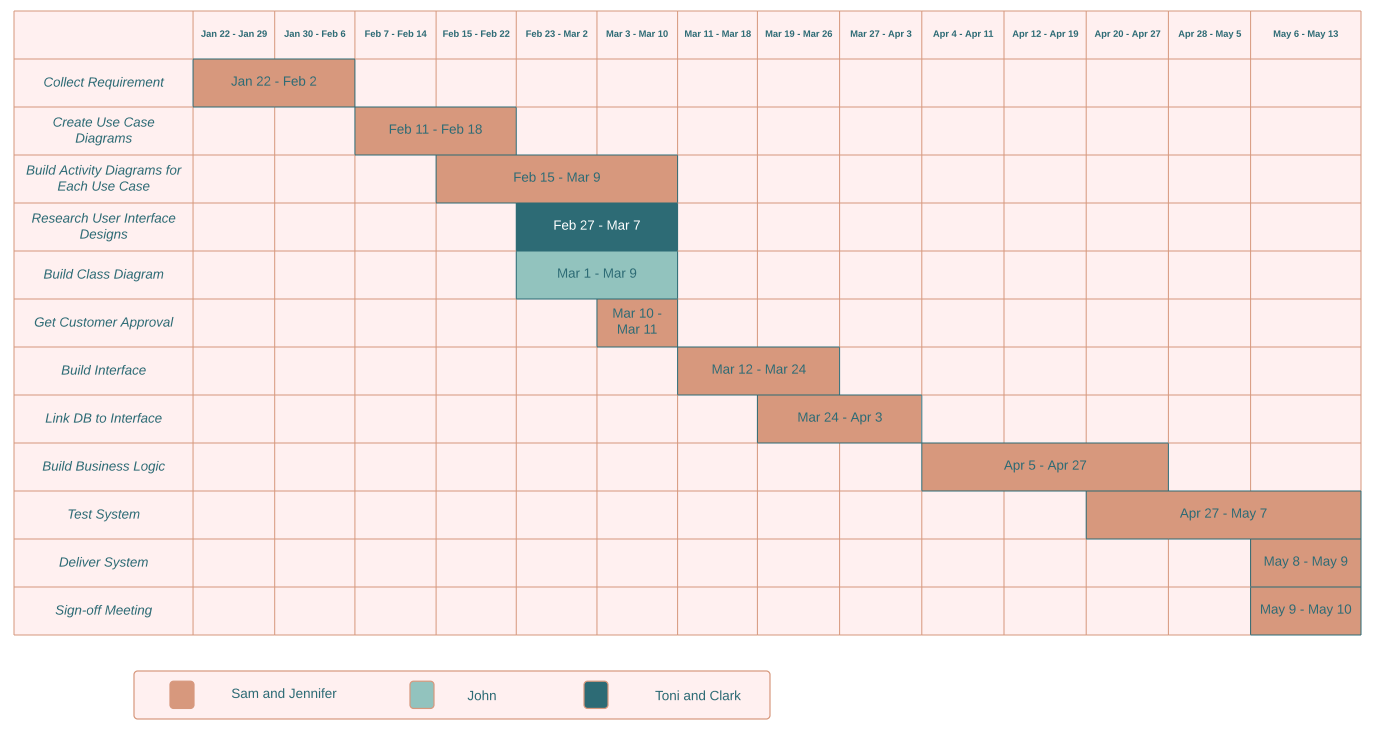 Jan 22 - Jan 29
Jan 30 - Feb 6
Feb 7 - Feb 14
Feb 15 - Feb 22
Feb 23 - Mar 2
Mar 3 - Mar 10
Mar 11 - Mar 18
Mar 19 - Mar 26
Mar 27 - Apr 3
Apr 4 - Apr 11
Apr 12 - Apr 19
Apr 20 - Apr 27
Apr 28 - May 5
May 6 - May 13
Collect Requirement
Jan 22 - Feb 2
Create Use Case
Diagrams
Feb 11 - Feb 18
Build Activity Diagrams for
Each Use Case
Feb 15 - Mar 9
Research User Interface
Designs
Feb 27 - Mar 7
Build Class Diagram
Mar 1 - Mar 9
Get Customer Approval
Mar 10 -
Mar 11
Build Interface
Mar 12 - Mar 24
Link DB to Interface
Mar 24 - Apr 3
Build Business Logic
Apr 5 - Apr 27
Test System
Apr 27 - May 7
Deliver System
May 8 - May 9
Sign-off Meeting
May 9 - May 10
Sam and Jennifer
John
Toni and Clark